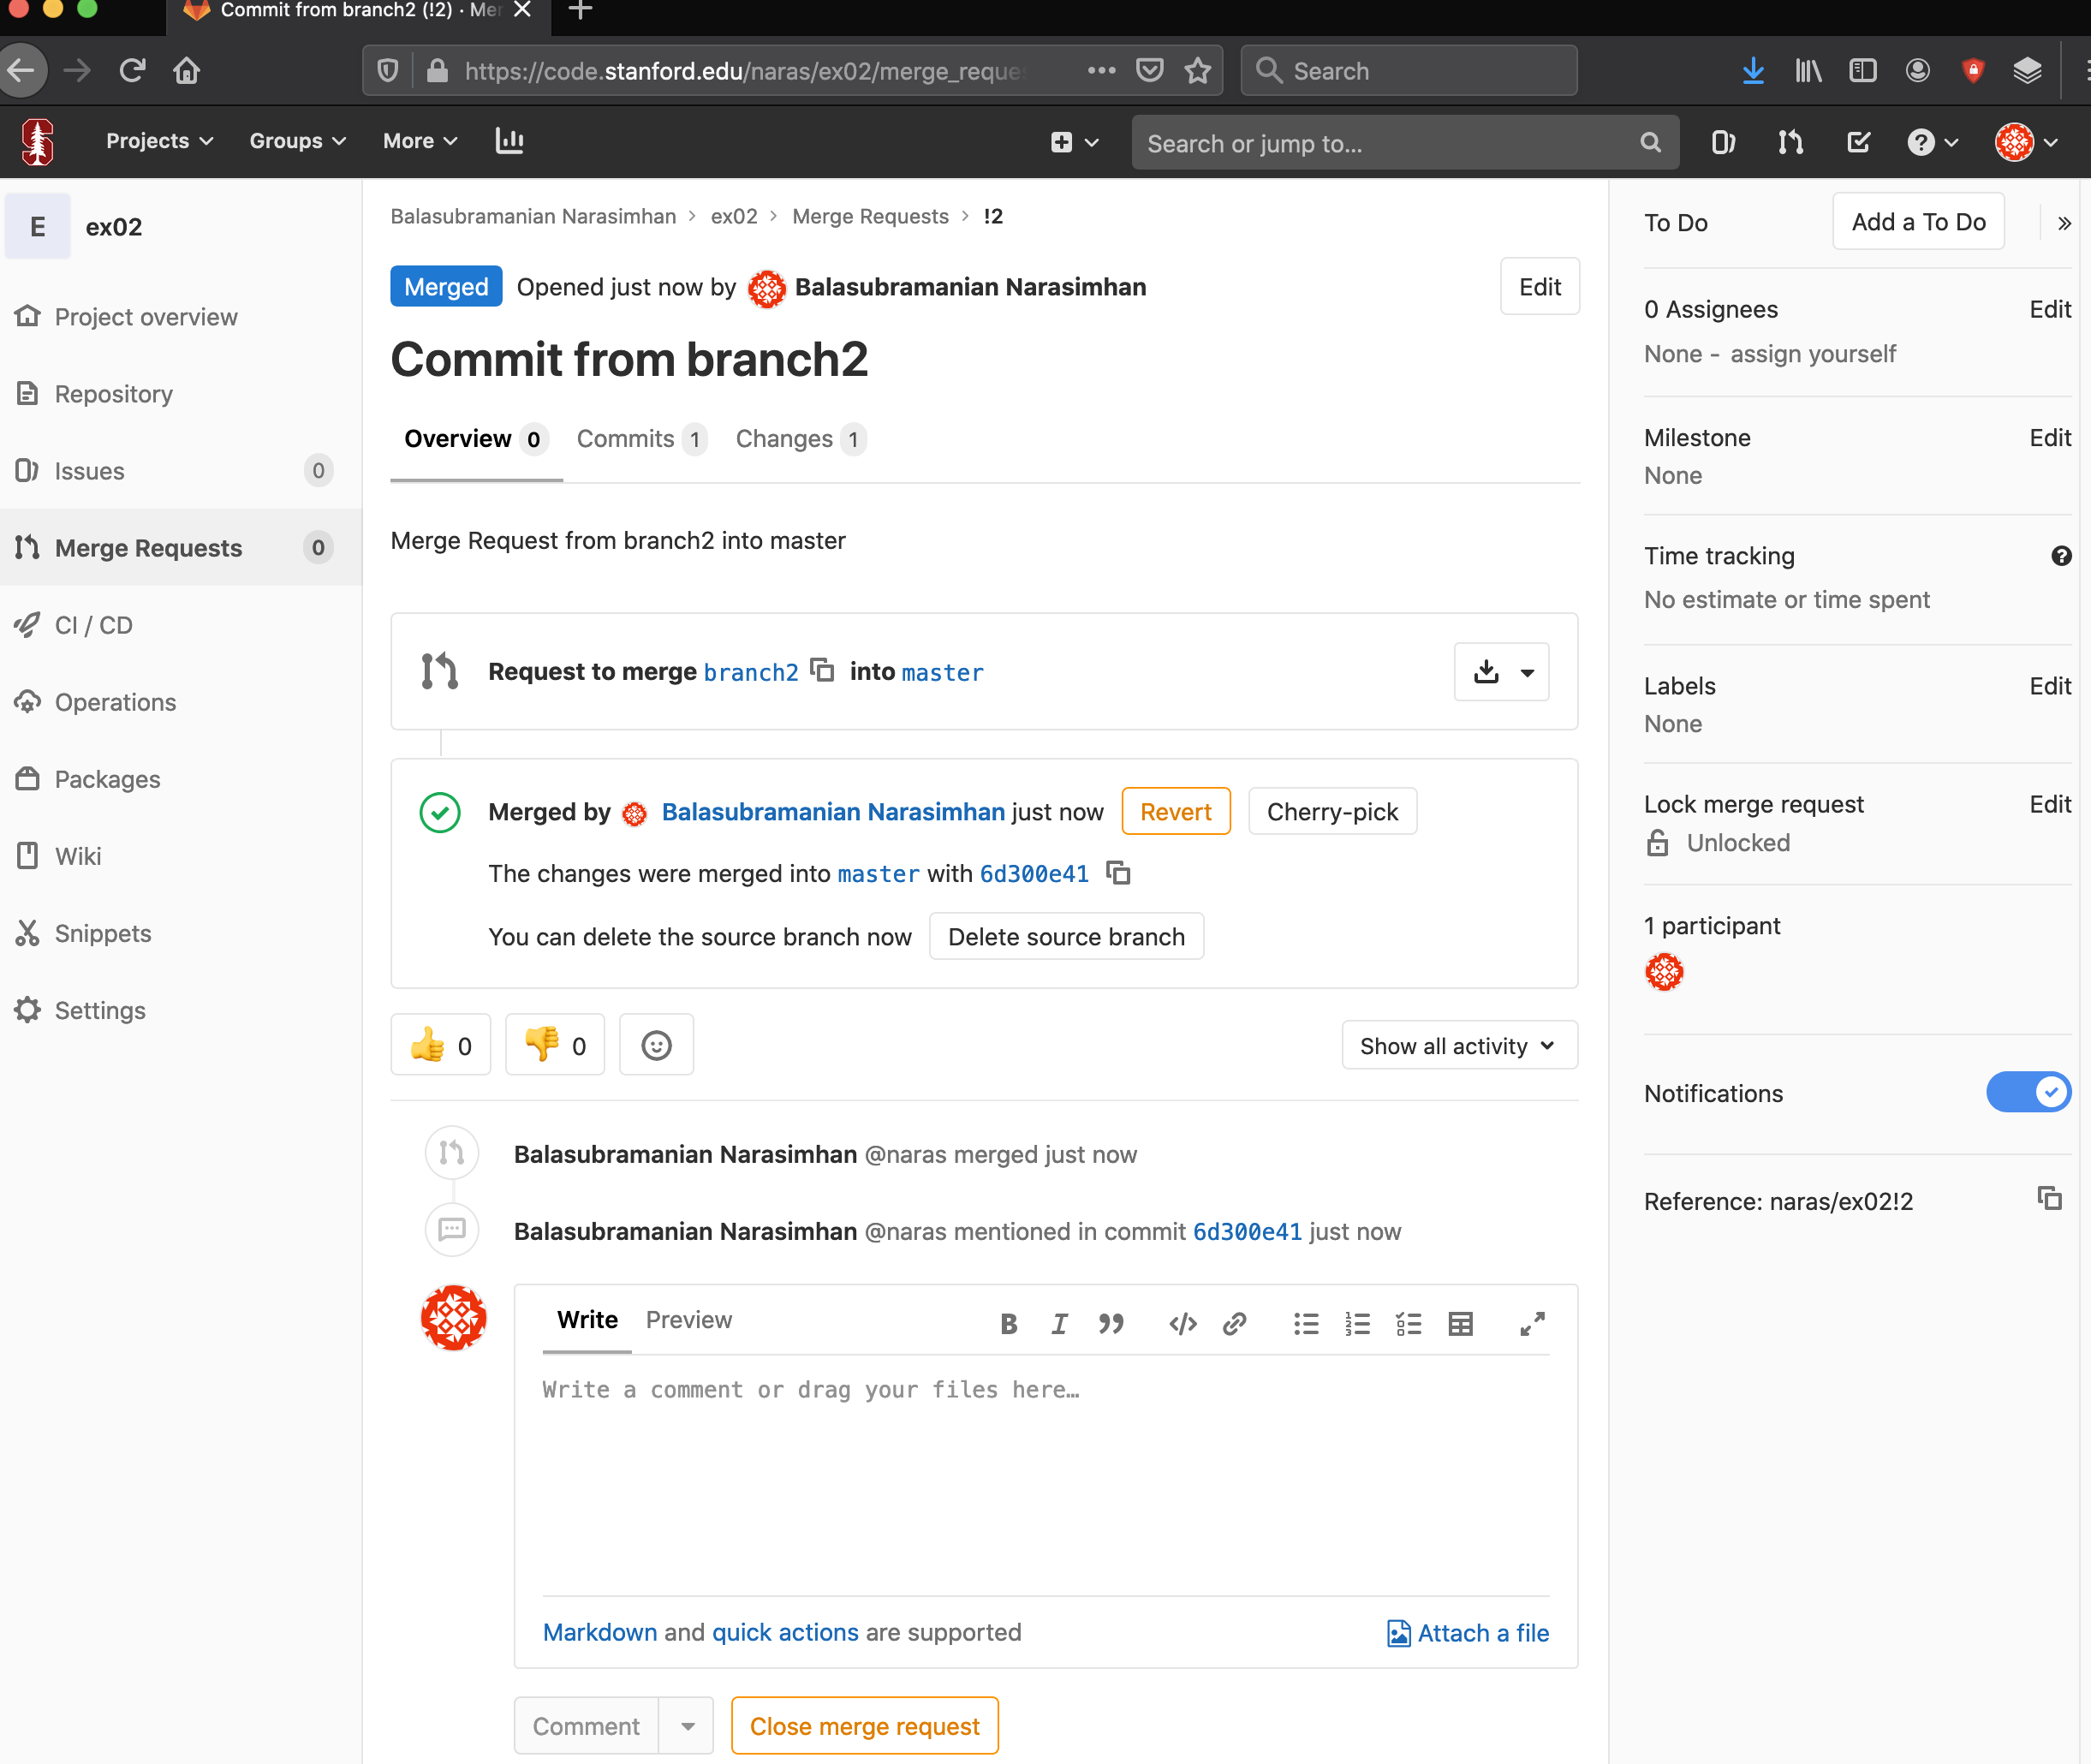 Commit from branch2 (!2) · Mer
https://code.stanford.edu/naras/ex02/merge_reques
Search
Projects
Groups
More
Search or jump to...
E
ex02
Project overview
Repository
Issues 0
Merge Requests 0
CI / CD
Operations
Packages
Wiki
Snippets
Settings
Balasubramanian Narasimhan > ex02 > Merge Requests > !2
Merged Opened just now by Balasubramanian Narasimhan
Edit
Commit from branch2
Overview 0 Commits 1 Changes 1
Merge Request from branch2 into master
Request to merge branch2 into master
Merged by Balasubramanian Narasimhan just now Revert Cherry-pick
The changes were merged into master with 6d300e41
You can delete the source branch now Delete source branch
0 0
Show all activity
Balasubramanian Narasimhan @naras merged just now
Balasubramanian Narasimhan @naras mentioned in commit 6d300e41 just now
Write Preview
Write a comment or drag your files here…
Markdown and quick actions are supported
Attach a file
Comment
Close merge request
To Do Add a To Do »
0 Assignees Edit
None - assign yourself
Milestone Edit
None
Time tracking
No estimate or time spent
Labels Edit
None
Lock merge request Edit
Unlocked
1 participant
Notifications
Reference: naras/ex02!2